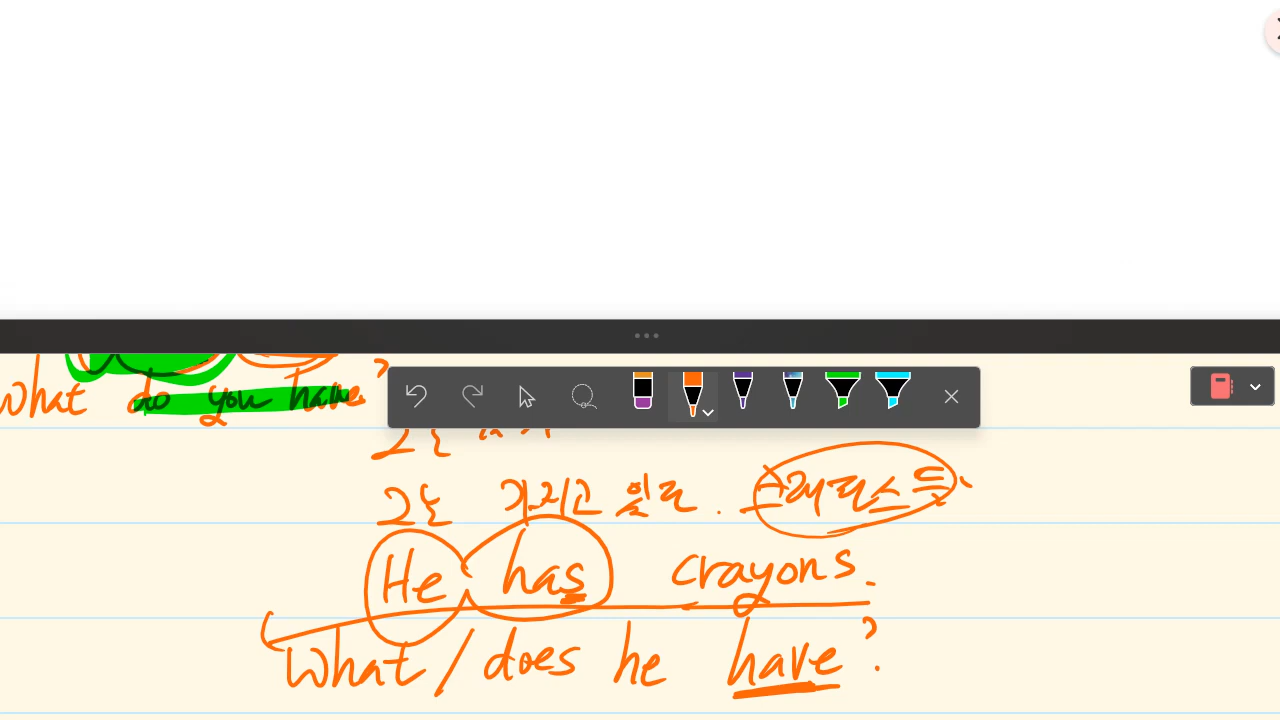 What do you have?
그는 가지고 있다. 크래파스를
He has crayons.
What / does he have?